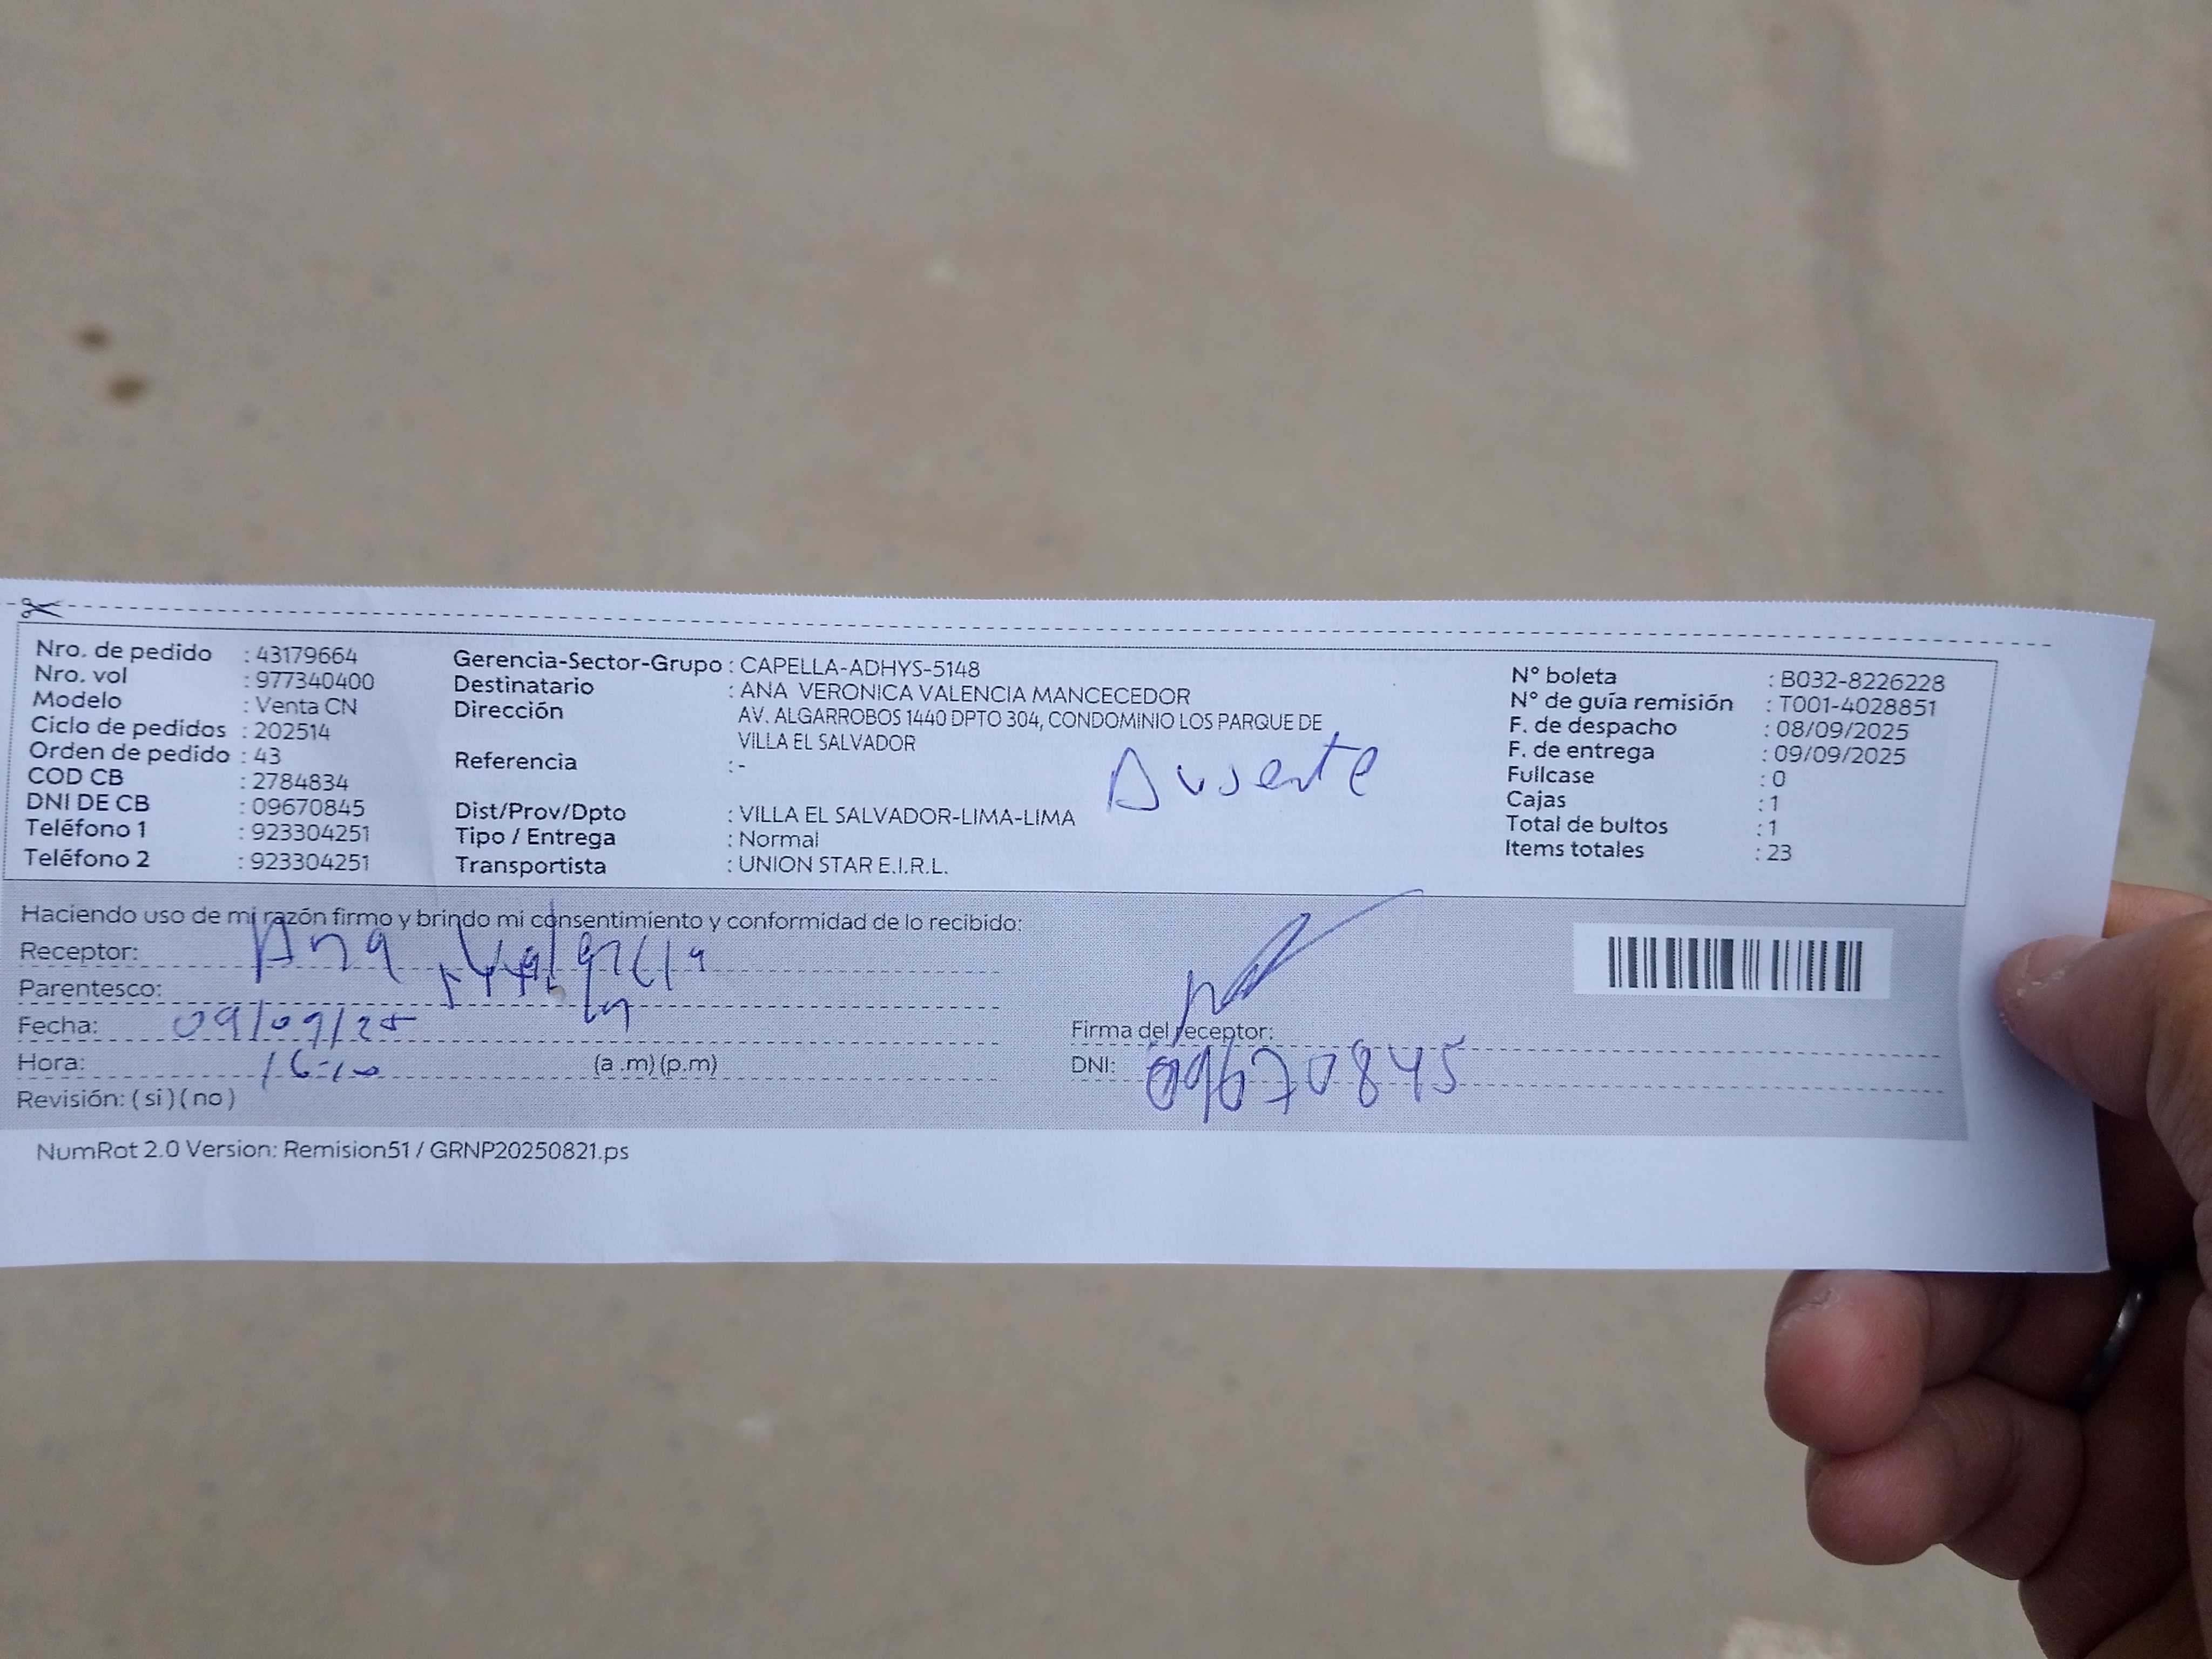 Nro. de pedido : 43179664
Nro. vol : 977340400
Modelo : Venta CN
Ciclo de pedidos : 202514
Orden de pedido : 43
COD CB : 2784834
DNI DE CB : 09670845
Teléfono 1 : 923304251
Teléfono 2 : 923304251
Gerencia-Sector-Grupo : CAPELLA-ADHYS-5148
Destinatario : ANA VERONICA VALENCIA MANCECEDOR
Dirección AV. ALGARROBOS 1440 DPTO 304, CONDOMINIO LOS PARQUE DE
VILLA EL SALVADOR
Referencia : -
Ausente
Dist/Prov/Dpto : VILLA EL SALVADOR-LIMA-LIMA
Tipo / Entrega : Normal
Transportista : UNION STAR E.I.R.L.
N° boleta : B032-8226228
N° de guía remisión : T001-4028851
F. de despacho : 08/09/2025
F. de entrega : 09/09/2025
Fullcase : 0
Cajas : 1
Total de bultos : 1
Items totales : 23
Haciendo uso de mi razón firmo y brindo mi consentimiento y conformidad de lo recibido:
Receptor: Ana Valencia
Parentesco:
Fecha: 09/09/25
Hora: 16:10 (a .m) (p.m)
Revisión: ( si ) ( no )
Firma del receptor:
DNI: 09670845
NumRot 2.0 Version: Remision51 / GRNP20250821.ps